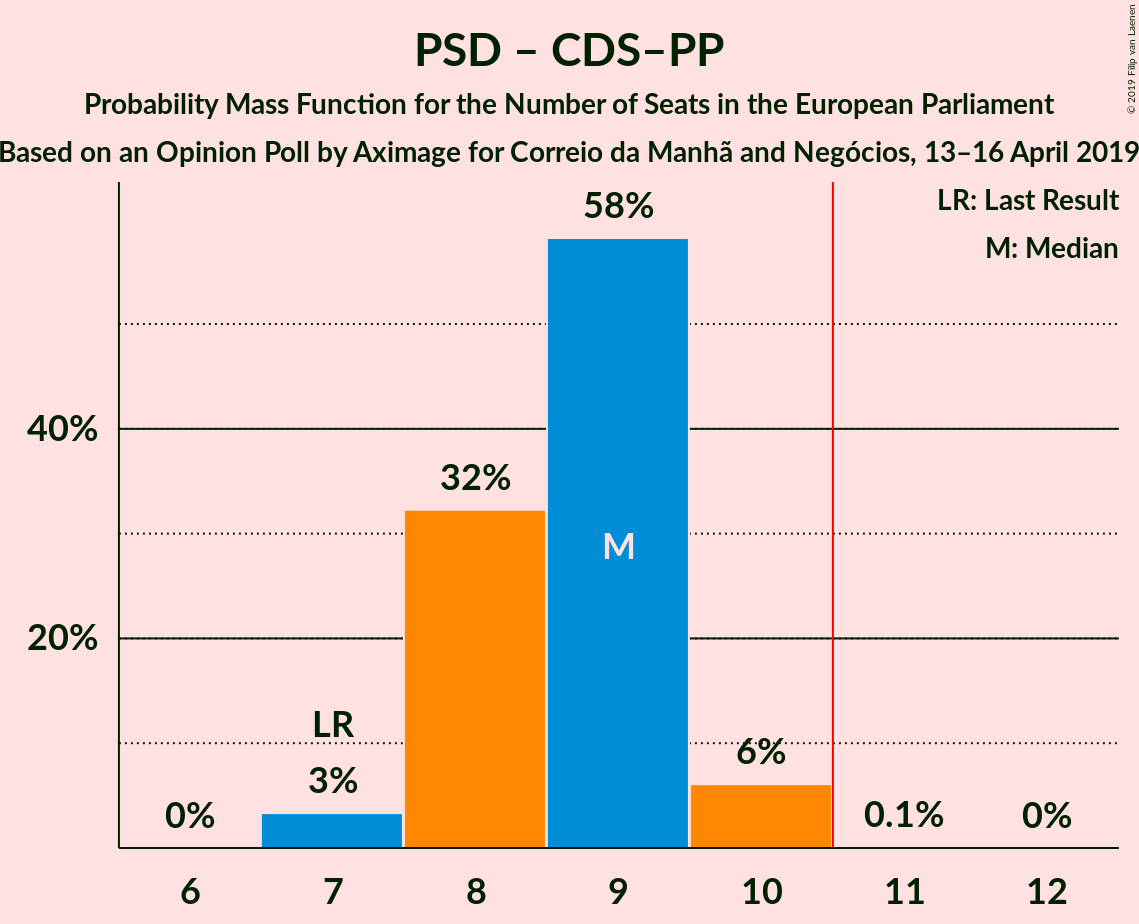 PSD – CDS–PP
Probability Mass Function for the Number of Seats in the European Parliament
Based on an Opinion Poll by Aximage for Correio da Manhã and Negócios, 13–16 April 2019
© 2019 Filip van Laenen
LR: Last Result
M: Median
58%
40%
32%
M
20%
LR
6%
3%
0%
0.1%
0%
6 7 8 9 10 11 12